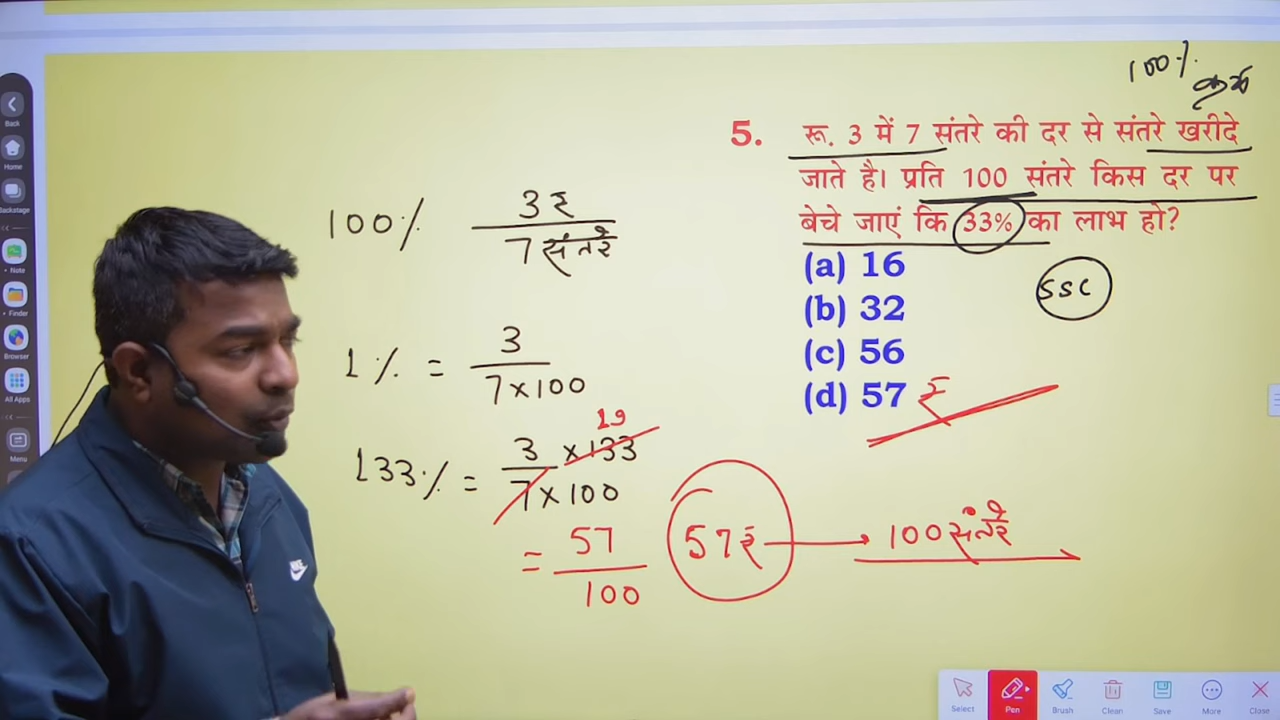 100%
क्रय
5. रू. 3 में 7 संतरे की दर से संतरे खरीदे
जाते है। प्रति 100 संतरे किस दर पर
बेचे जाएं कि 33% का लाभ हो?
(a) 16
(b) 32
(c) 56
(d) 57 ₹
SSC
100% 3₹
7 संतरे
1% = 3
7×100
19
133% = 3 ×133
7×100
= 57
100
57₹ → 100 संतरे
Back
Home
Backstage
Note
Finder
Browser
All Apps
Menu
Select
Pen
Brush
Clean
Save
More
Close